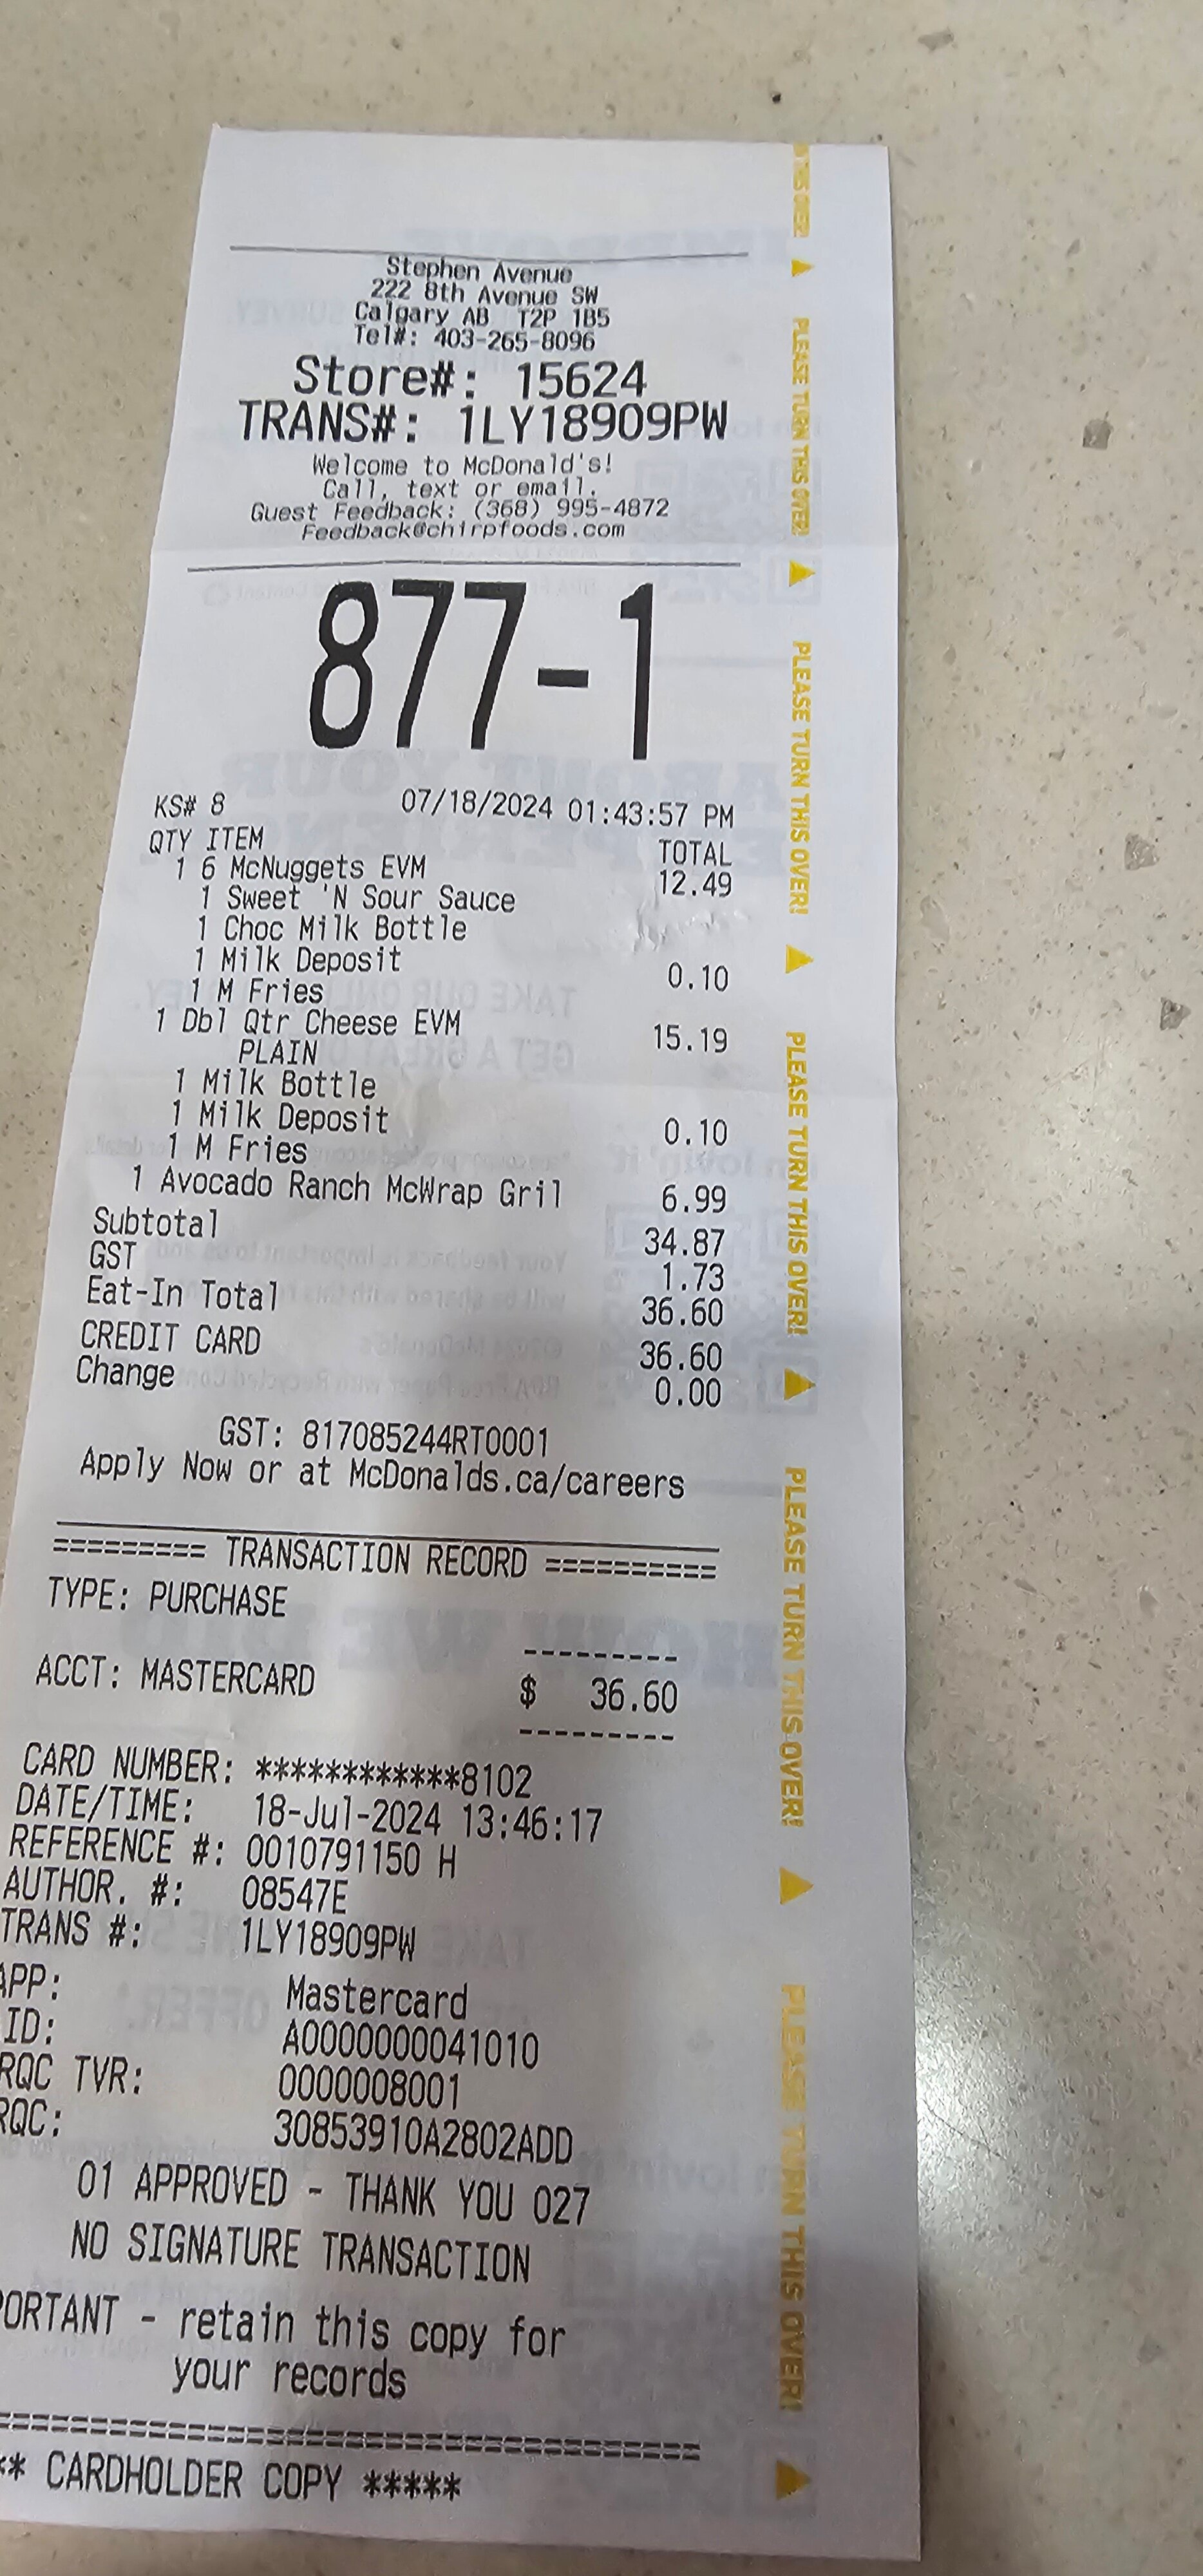 Stephen Avenue
222 8th Avenue SW
Calgary AB T2P 1B5
Tel#: 403-265-8096
Store#: 15624
TRANS#: 1LY18909PW
Welcome to McDonald's!
Call, text or email.
Guest Feedback: (368) 995-4872
Feedback@chirpfoods.com
877-1
KS# 8 07/18/2024 01:43:57 PM
QTY ITEM TOTAL
1 6 McNuggets EVM 12.49
1 Sweet 'N Sour Sauce
1 Choc Milk Bottle
1 Milk Deposit 0.10
1 M Fries
1 Dbl Qtr Cheese EVM 15.19
PLAIN
1 Milk Bottle
1 Milk Deposit 0.10
1 M Fries
1 Avocado Ranch McWrap Gril 6.99
Subtotal 34.87
GST 1.73
Eat-In Total 36.60
CREDIT CARD 36.60
Change 0.00
GST: 817085244RT0001
Apply Now or at McDonalds.ca/careers
========= TRANSACTION RECORD ==========
TYPE: PURCHASE
ACCT: MASTERCARD $ 36.60
CARD NUMBER: ************8102
DATE/TIME: 18-Jul-2024 13:46:17
REFERENCE #: 0010791150 H
AUTHOR. #: 08547E
TRANS #: 1LY18909PW
APP: Mastercard
ID: A0000000041010
RQC TVR: 0000008001
RQC: 30853910A2802ADD
01 APPROVED - THANK YOU 027
NO SIGNATURE TRANSACTION
PORTANT - retain this copy for
your records
** CARDHOLDER COPY *****
THIS OVER!
PLEASE TURN THIS OVER!
PLEASE TURN THIS OVER!
PLEASE TURN THIS OVER!
PLEASE TURN THIS OVER!
PLEASE TURN THIS OVER!